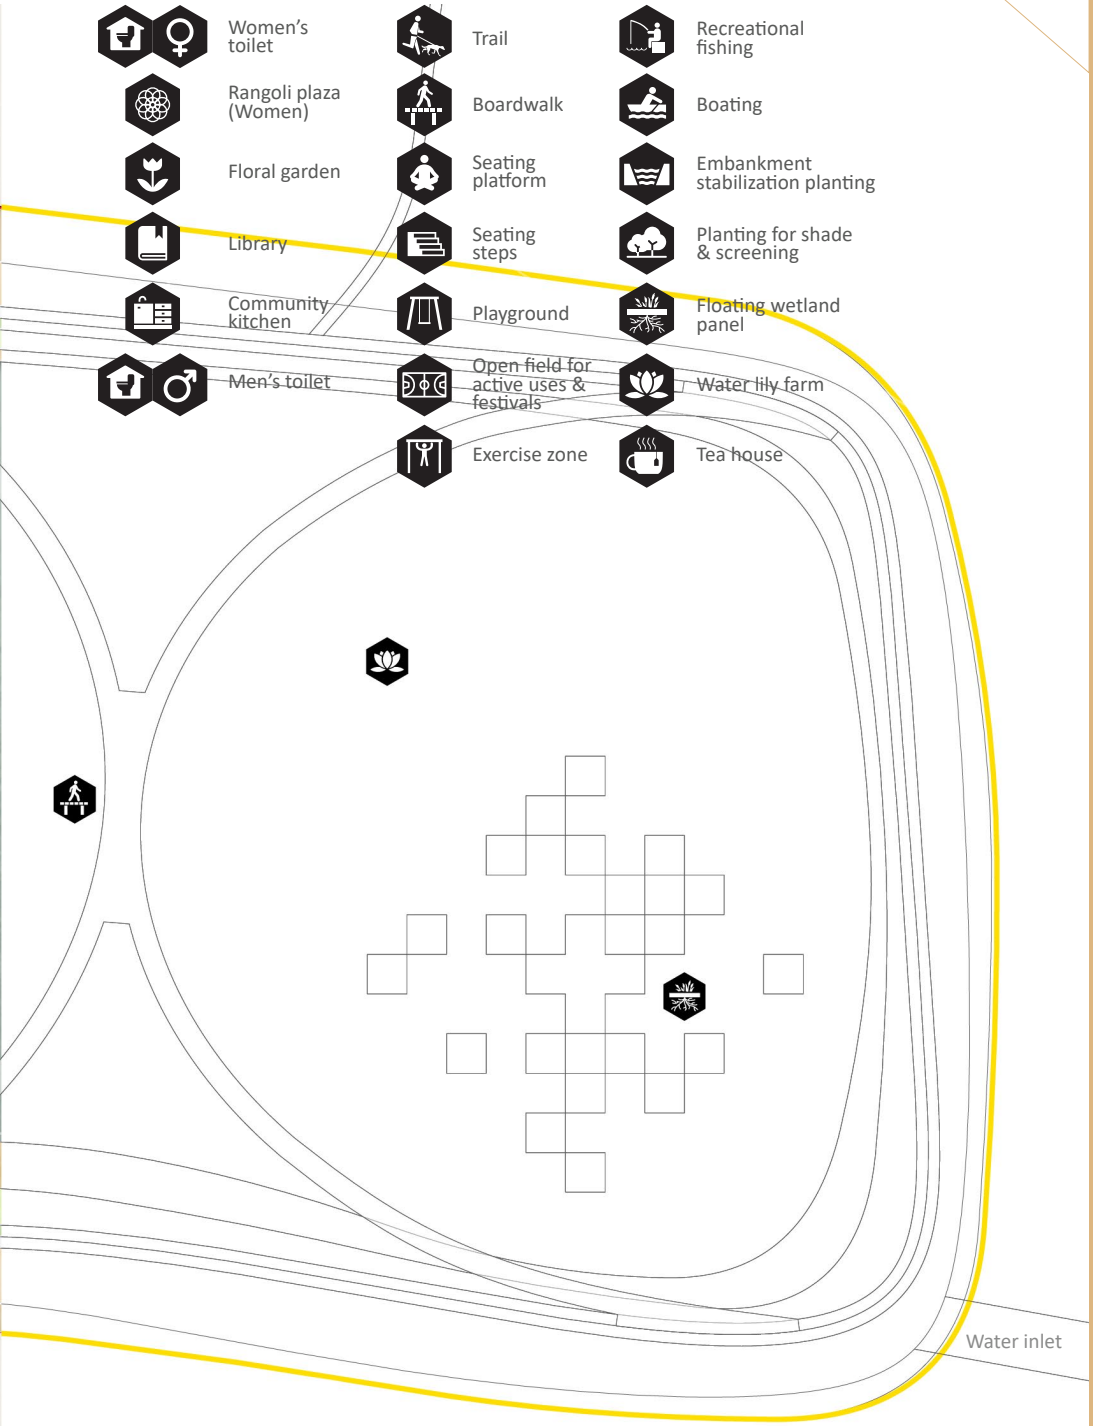 Women's
toilet
Rangoli plaza
(Women)
Floral garden
Library
Community
kitchen
Men's toilet
Trail
Boardwalk
Seating
platform
Seating
steps
Playground
Open field for
active uses &
festivals
Exercise zone
Recreational
fishing
Boating
Embankment
stabilization planting
Planting for shade
& screening
Floating wetland
panel
Water lily farm
Tea house
Water inlet